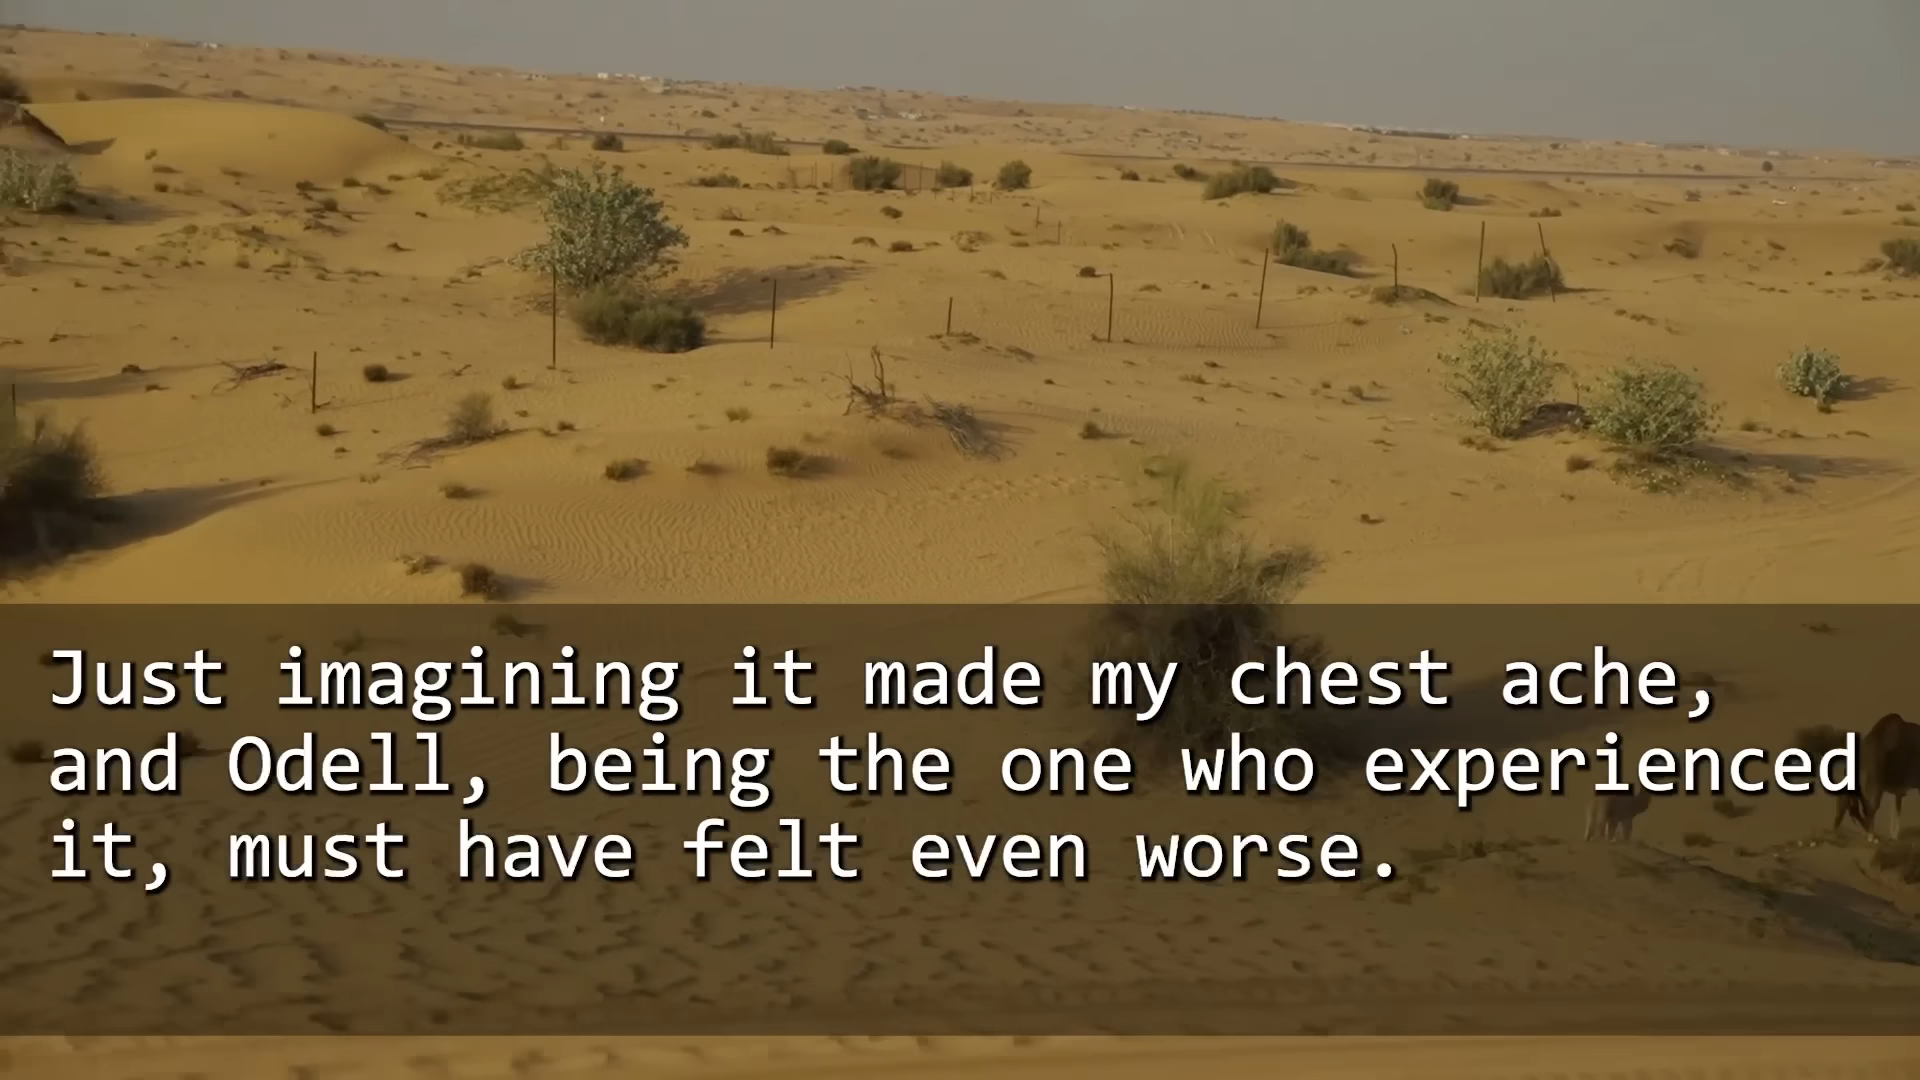 Just imagining it made my chest ache,
and Odell, being the one who experienced
it, must have felt even worse.